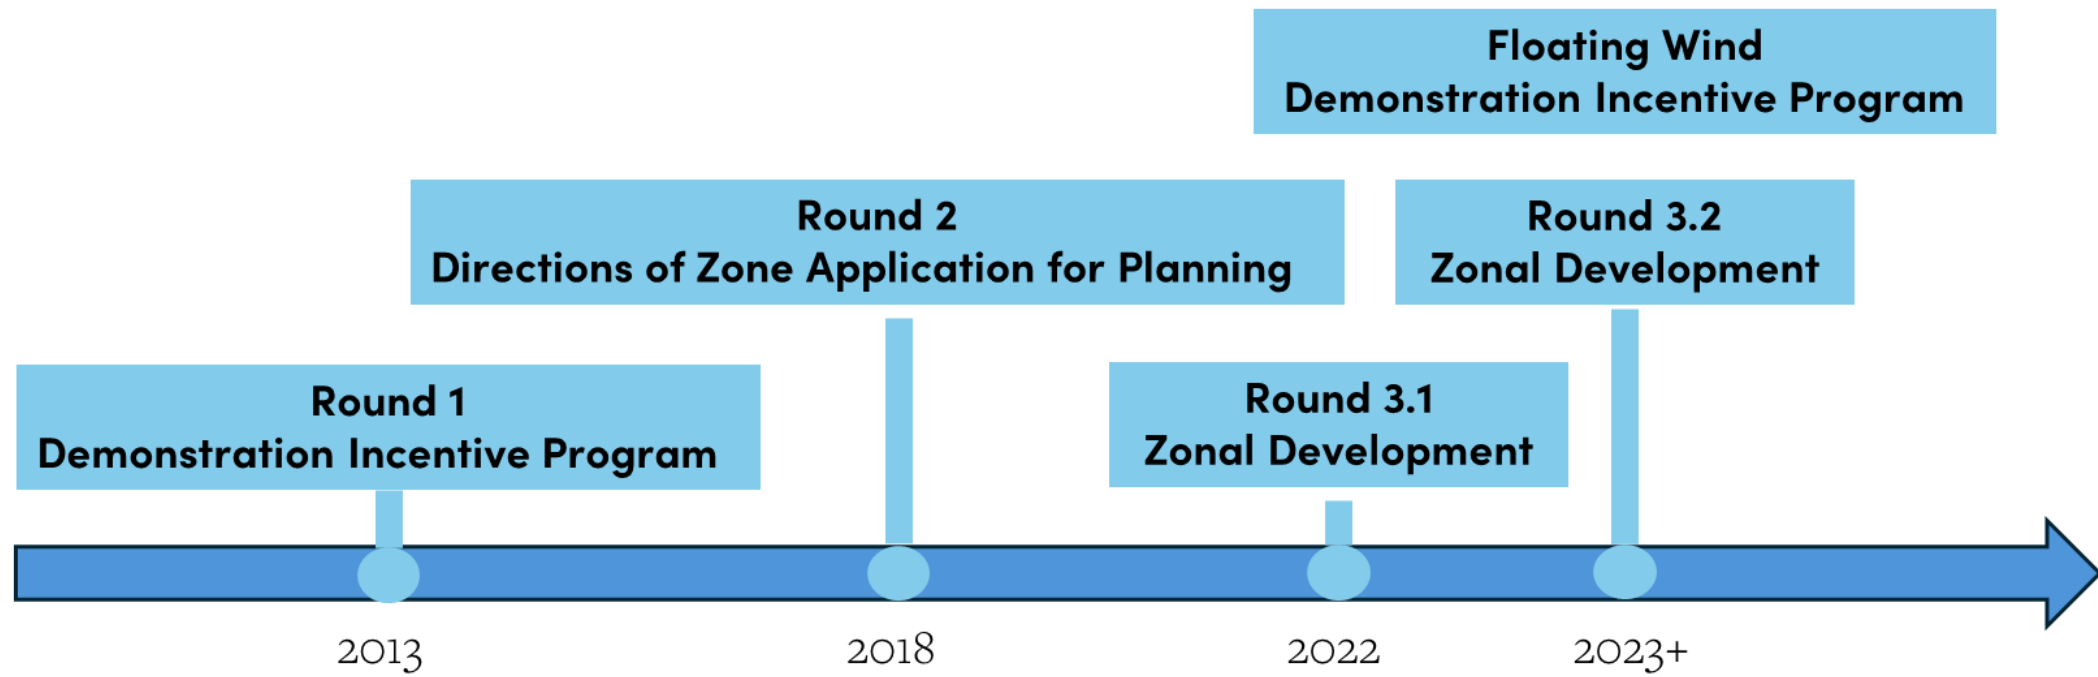 Floating Wind
Demonstration Incentive Program
Round 2
Directions of Zone Application for Planning
Round 3.2
Zonal Development
Round 1
Demonstration Incentive Program
Round 3.1
Zonal Development
2013
2018
2022
2023+